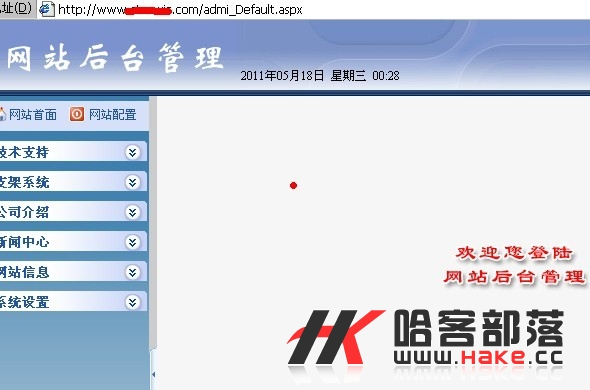 址(D)
http://www.
.com/admi_Default.aspx
网站后台管理
2011年05月18日 星期三 00:28
网站首页
网站配置
技术支持
支架系统
公司介绍
新闻中心
网站信息
系统设置
欢迎您登陆
网站后台管理
哈客部落
www.HAKE.cc